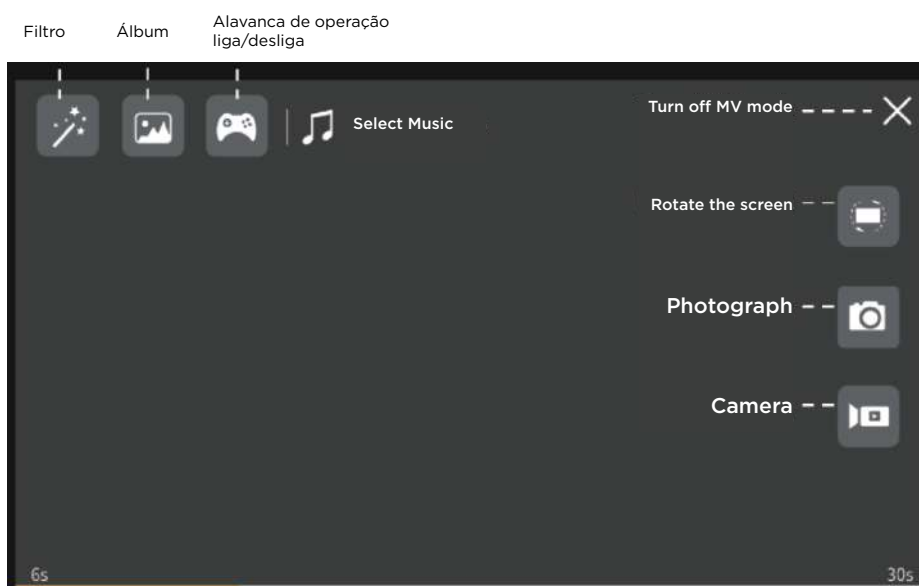 Filtro
Álbum
Alavanca de operação
liga/desliga
Select Music
Turn off MV mode
Rotate the screen
Photograph
Camera
6s
30s